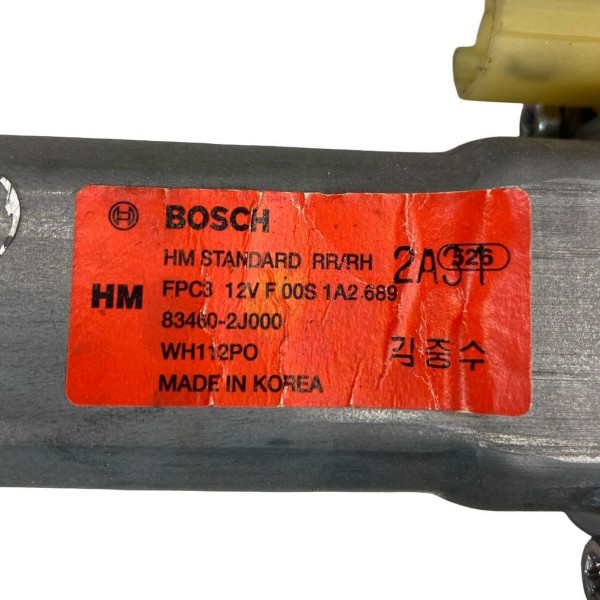 BOSCH
HM STANDARD RR/RH 2A31 526
HM FPC3 12V F 00S 1A2 689
83460-2J000
WH112PO 김중수
MADE IN KOREA